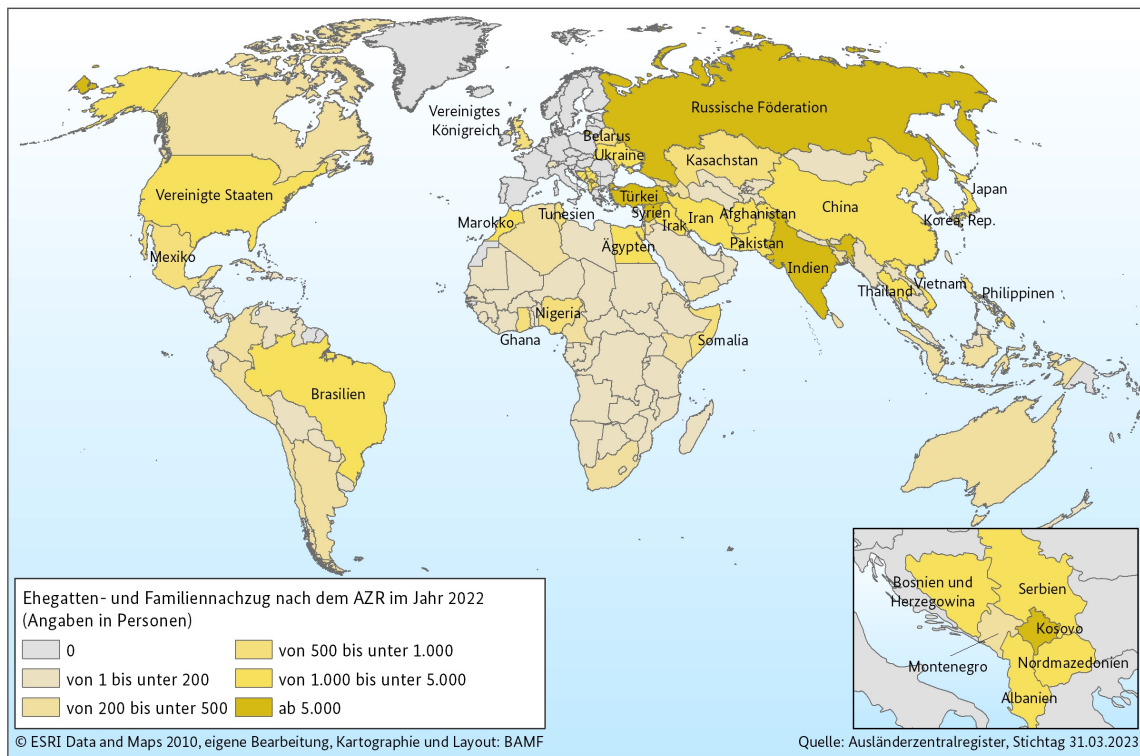 Vereinigtes
Königreich
Russische Föderation
Belarus
Ukraine
Kasachstan
Vereinigte Staaten
Türkei
Japan
China
Marokko
Tunesien
Syrien
Iran
Afghanistan
Korea, Rep.
Irak
Mexiko
Ägypten
Pakistan
Indien
Vietnam
Thailand
Philippinen
Nigeria
Ghana
Somalia
Brasilien
Bosnien und
Herzegowina
Serbien
Kosovo
Montenegro
Nordmazedonien
Albanien
Ehegatten- und Familiennachzug nach dem AZR im Jahr 2022
(Angaben in Personen)
0
von 1 bis unter 200
von 200 bis unter 500
von 500 bis unter 1.000
von 1.000 bis unter 5.000
ab 5.000
© ESRI Data and Maps 2010, eigene Bearbeitung, Kartographie und Layout: BAMF
Quelle: Ausländerzentralregister, Stichtag 31.03.2023